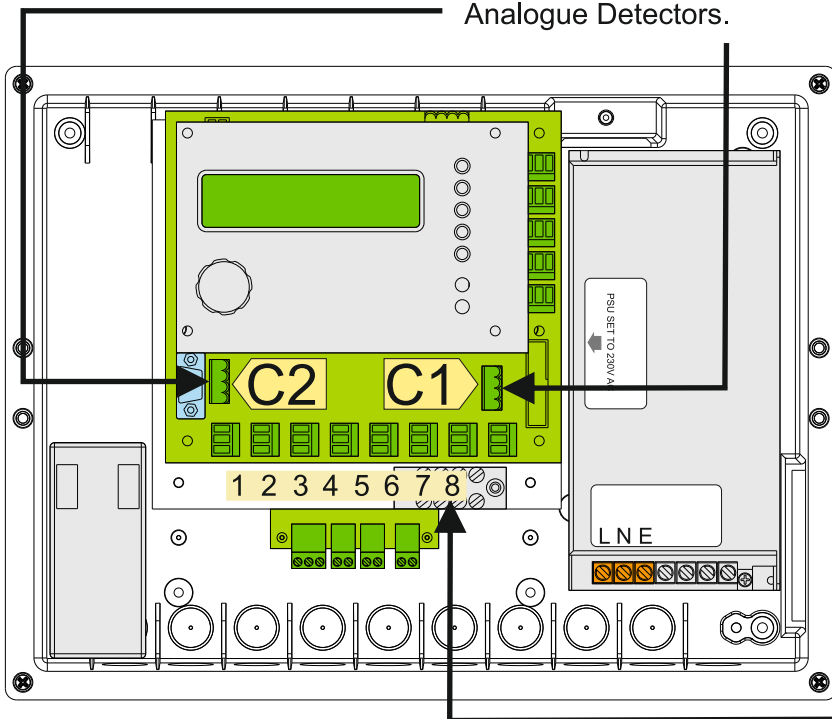 Analogue Detectors.
PSU SET TO 230V AC
C2
C1
1 2 3 4 5 6 7 8
L N E